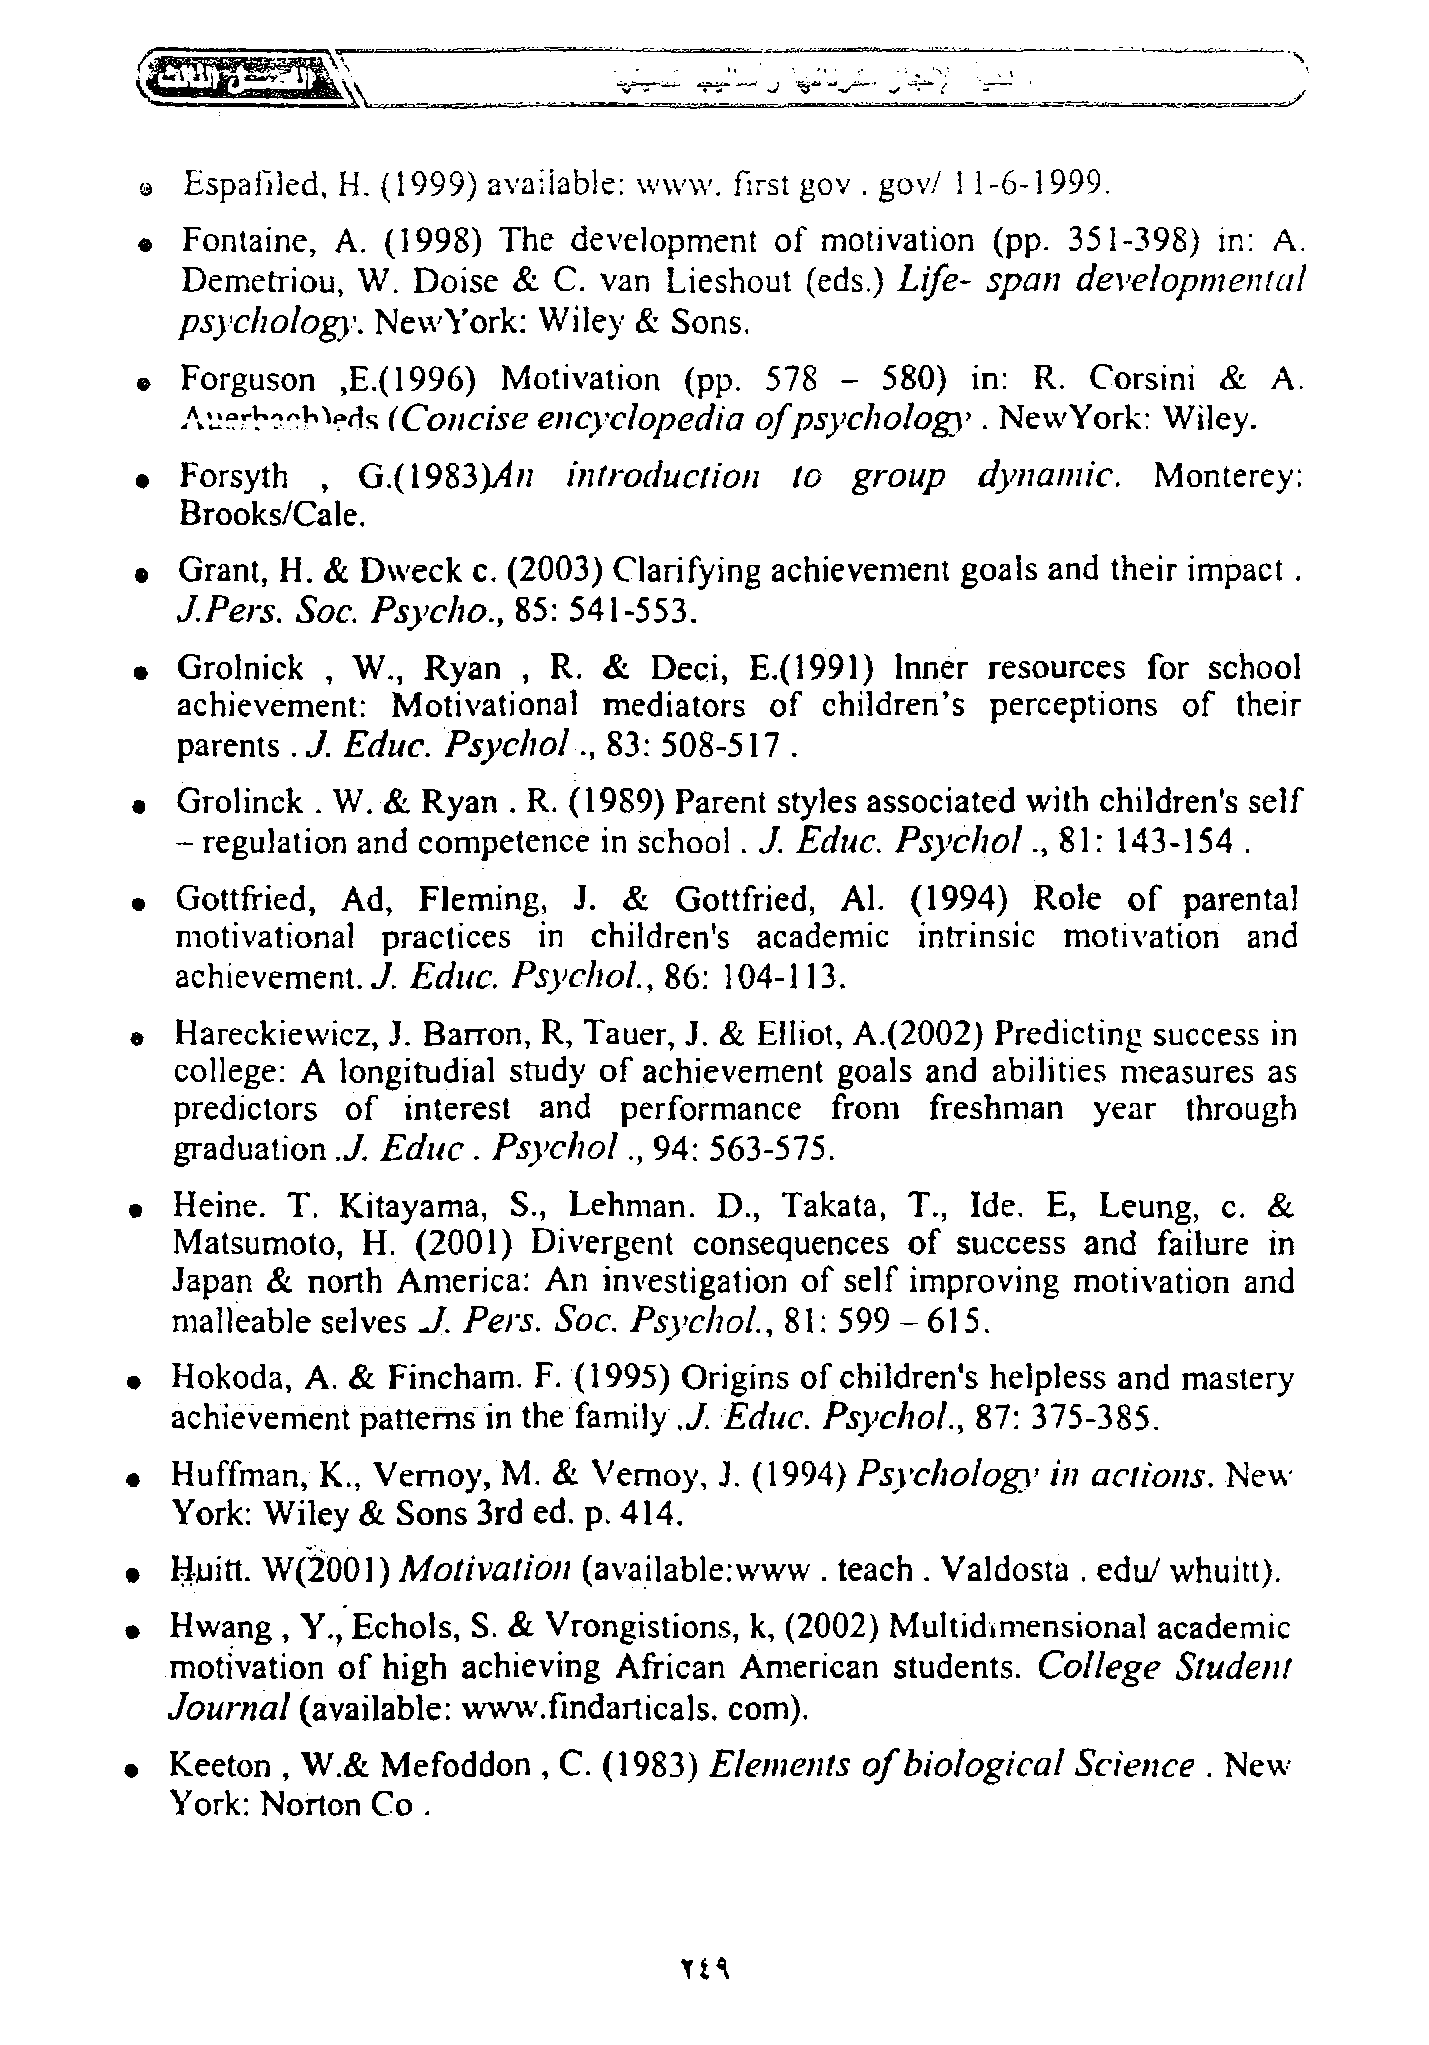 الفصل الثالث
• Espafiled, H. (1999) available: www. first gov . gov/ 11-6-1999.
• Fontaine, A. (1998) The development of motivation (pp. 351-398) in: A.
Demetriou, W. Doise & C. van Lieshout (eds.) Life- span developmental
psychology. NewYork: Wiley & Sons.
• Forguson ,E.(1996) Motivation (pp. 578 – 580) in: R. Corsini & A.
(Concise encyclopedia of psychology . NewYork: Wiley.
• Forsyth , G.(1983)An introduction to group dynamic. Monterey:
Brooks/Cale.
• Grant, H. & Dweck c. (2003) Clarifying achievement goals and their impact .
J.Pers. Soc. Psycho., 85: 541-553.
• Grolnick , W., Ryan , R. & Deci, E.(1991) Inner resources for school
achievement: Motivational mediators of children’s perceptions of their
parents . J. Educ. Psychol ., 83: 508-517 .
• Grolinck . W. & Ryan . R. (1989) Parent styles associated with children's self
– regulation and competence in school . J. Educ. Psychol ., 81: 143-154 .
• Gottfried, Ad, Fleming, J. & Gottfried, Al. (1994) Role of parental
motivational practices in children's academic intrinsic motivation and
achievement. J. Educ. Psychol., 86: 104-113.
• Hareckiewicz, J. Barron, R, Tauer, J. & Elliot, A.(2002) Predicting success in
college: A longitudial study of achievement goals and abilities measures as
predictors of interest and performance from freshman year through
graduation .J. Educ . Psychol ., 94: 563-575.
• Heine. T. Kitayama, S., Lehman. D., Takata, T., Ide. E, Leung, c. &
Matsumoto, H. (2001) Divergent consequences of success and failure in
Japan & north America: An investigation of self improving motivation and
malleable selves J. Pers. Soc. Psychol., 81: 599 – 615.
• Hokoda, A. & Fincham. F. (1995) Origins of children's helpless and mastery
achievement patterns in the family .J. Educ. Psychol., 87: 375-385.
• Huffman, K., Vernoy, M. & Vernoy, J. (1994) Psychology in actions. New
York: Wiley & Sons 3rd ed. p. 414.
• Huitt. W(2001) Motivation (available:www . teach . Valdosta . edu/ whuitt).
• Hwang , Y., Echols, S. & Vrongistions, k, (2002) Multidimensional academic
motivation of high achieving African American students. College Student
Journal (available: www.findarticals. com).
• Keeton , W.& Mefoddon , C. (1983) Elements of biological Science . New
York: Norton Co .
٢٤٩